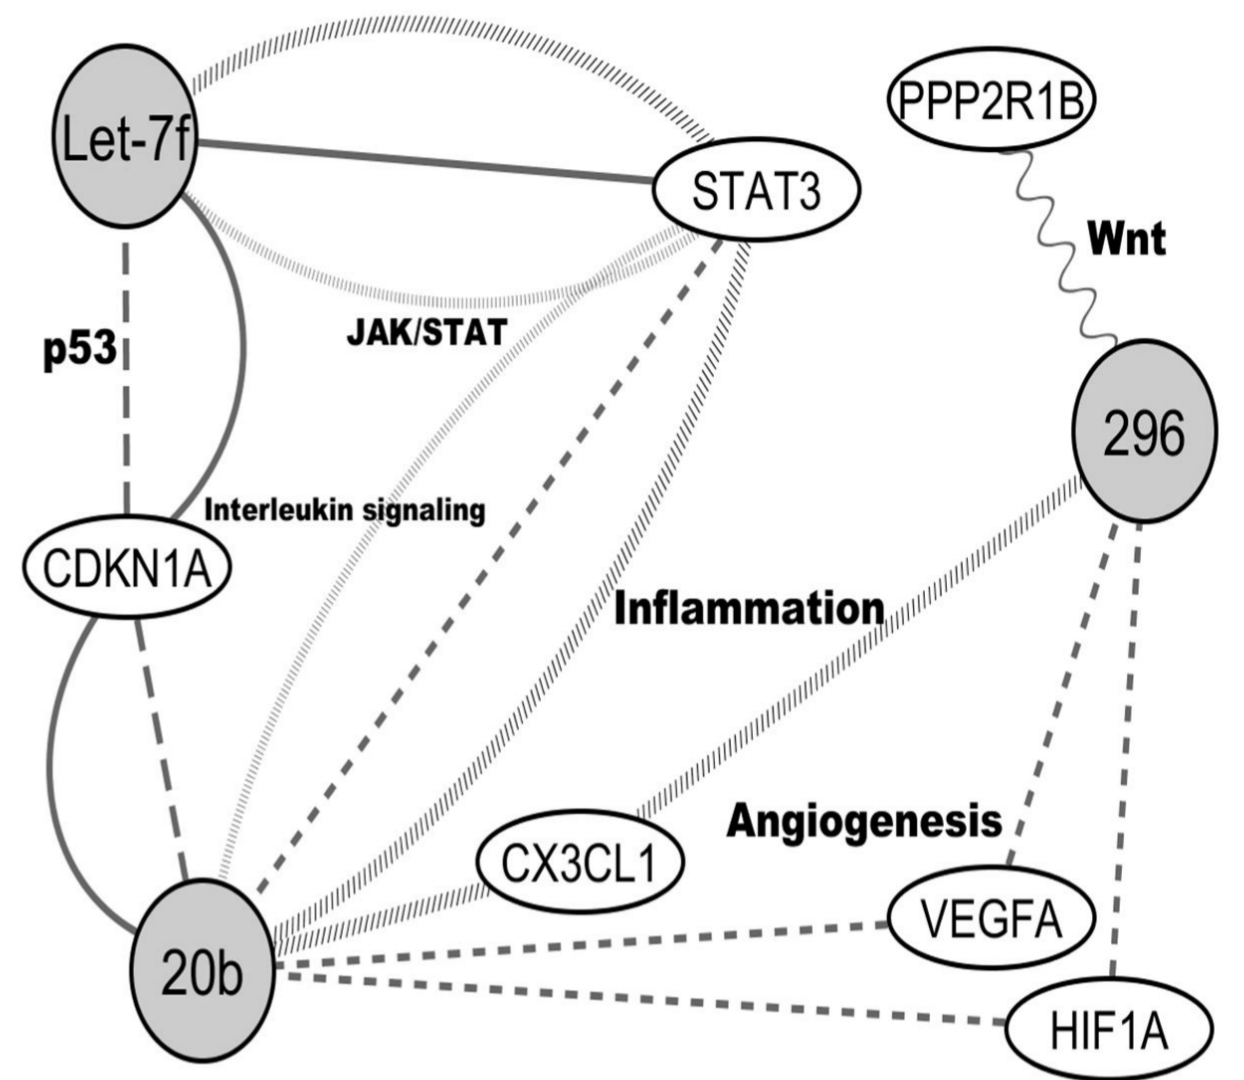 PPP2R1B
Let-7f
STAT3
Wnt
JAK/STAT
p53
296
Interleukin signaling
CDKN1A
Inflammation
Angiogenesis
CX3CL1
VEGFA
20b
HIF1A